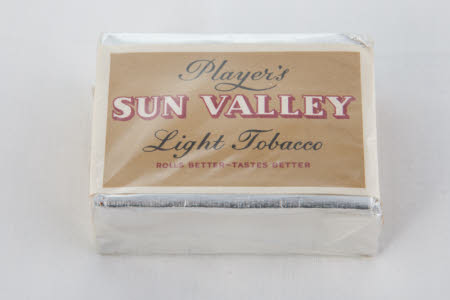 Player's
SUN VALLEY
Light Tobacco
ROLLS BETTER–TASTES BETTER